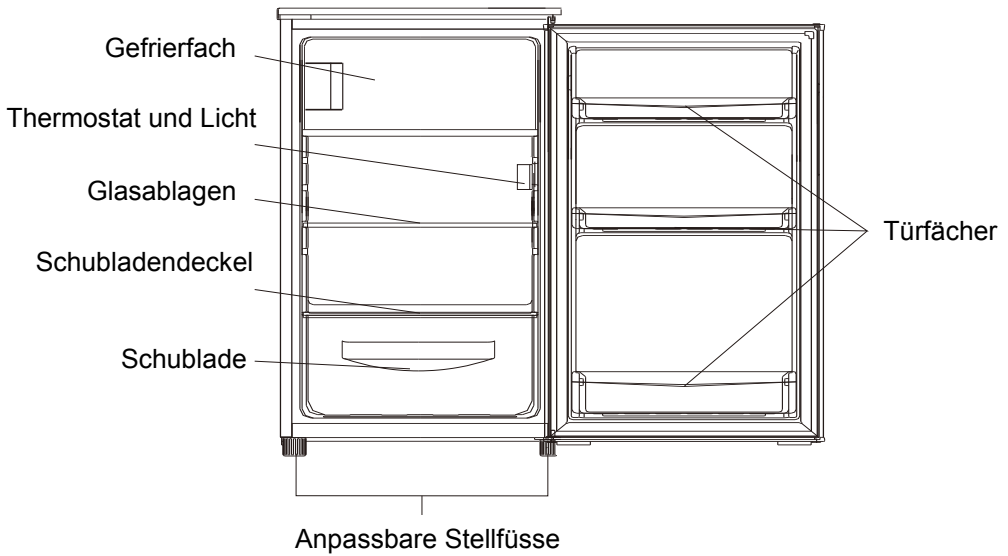 Gefrierfach
Thermostat und Licht
Glasablagen
Schubladendeckel
Schublade
Türfächer
Anpassbare Stellfüsse